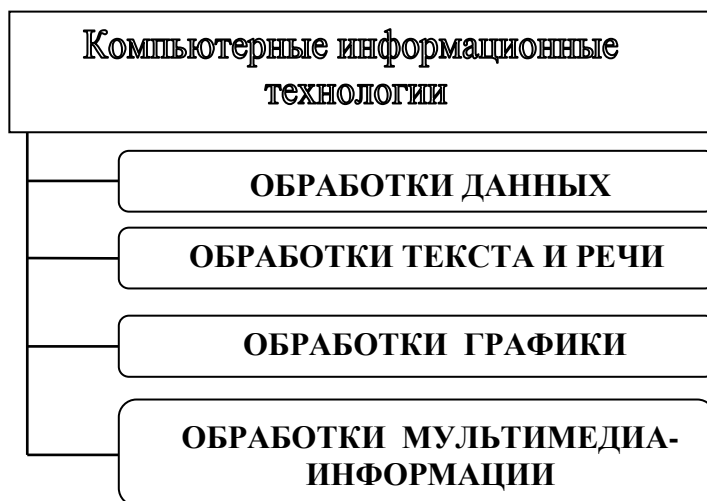 Компьютерные информационные
технологии
ОБРАБОТКИ ДАННЫХ
ОБРАБОТКИ ТЕКСТА И РЕЧИ
ОБРАБОТКИ ГРАФИКИ
ОБРАБОТКИ МУЛЬТИМЕДИА-
ИНФОРМАЦИИ